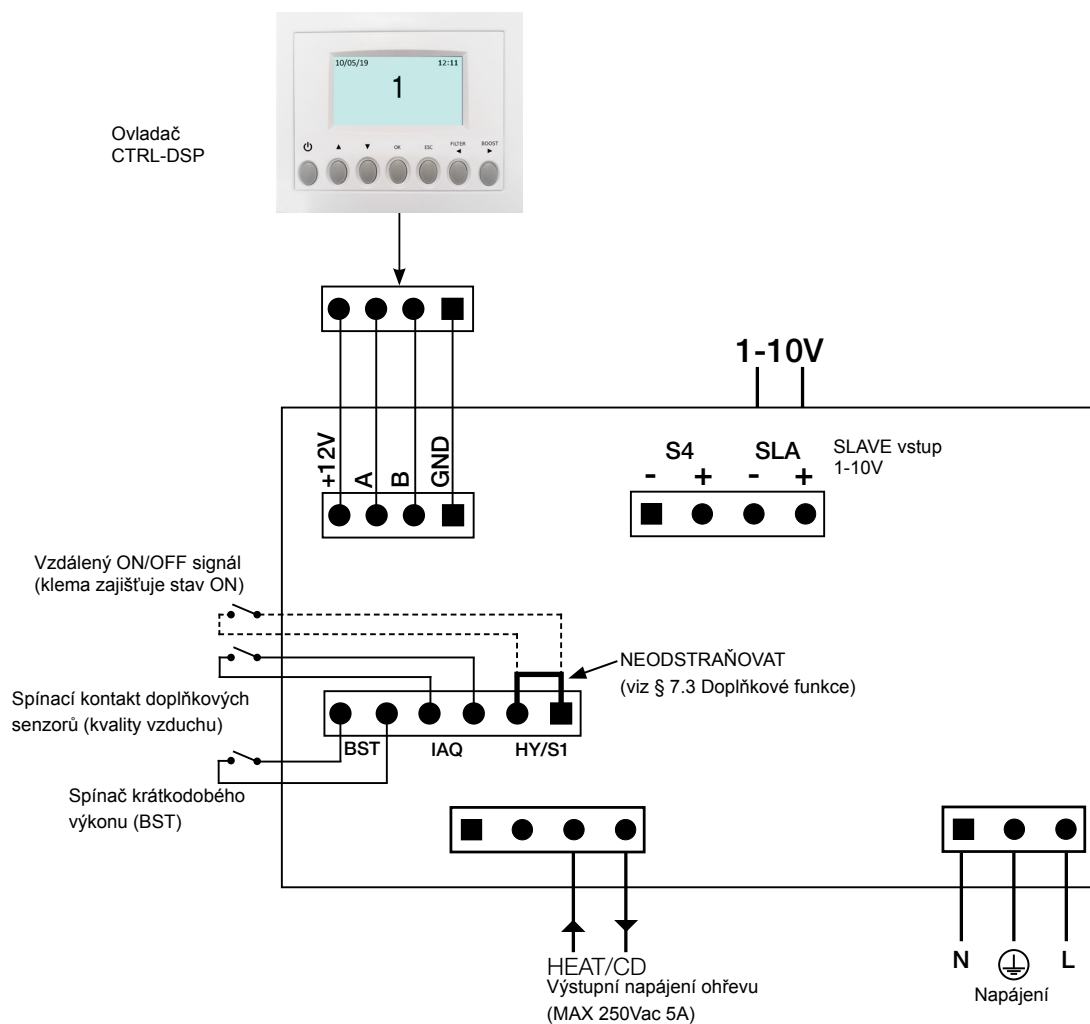 10/05/19 12:11
1
OK ESC FILTER BOOST
Ovladač
CTRL-DSP
1-10V
+12V A B GND
S4 SLA
- + - +
SLAVE vstup
1-10V
Vzdálený ON/OFF signál
(klema zajišťuje stav ON)
NEODSTRAŇOVAT
(viz § 7.3 Doplňkové funkce)
Spínací kontakt doplňkových
senzorů (kvality vzduchu)
BST IAQ HY/S1
Spínač krátkodobého
výkonu (BST)
HEAT/CD
Výstupní napájení ohřevu
(MAX 250Vac 5A)
N L
Napájení